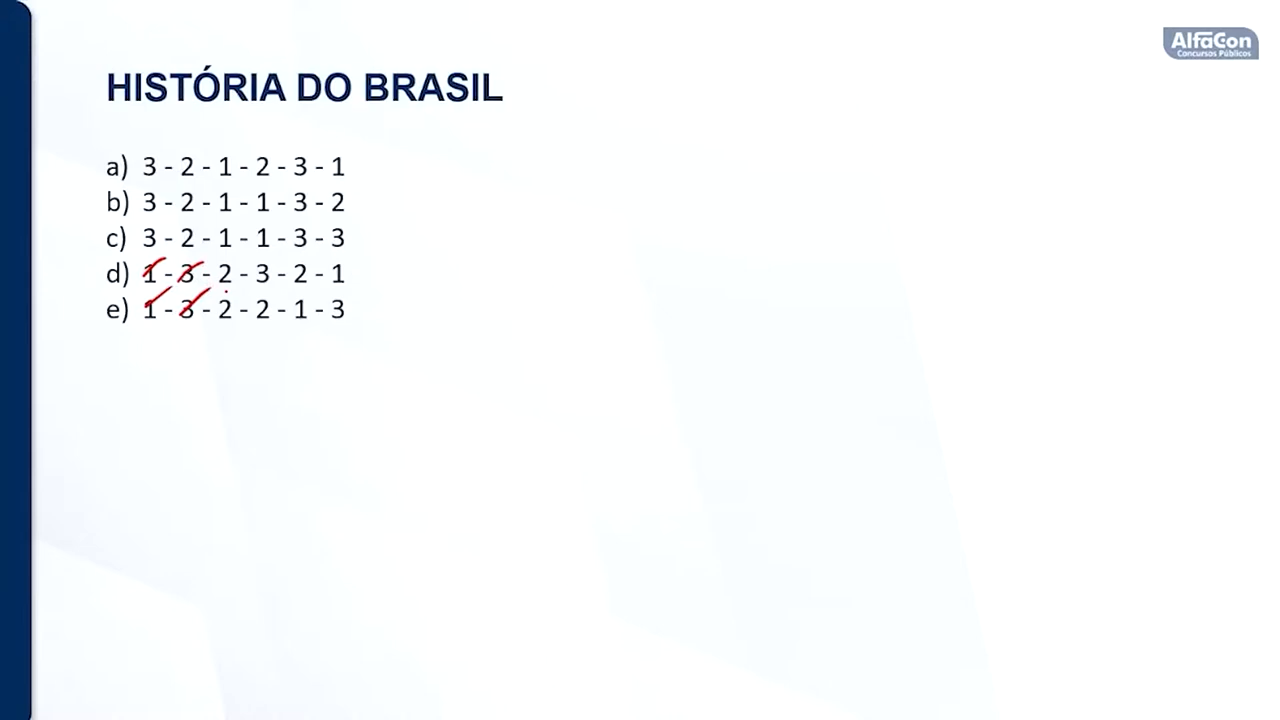 AlfaCon
Concursos Públicos
HISTÓRIA DO BRASIL
a) 3 - 2 - 1 - 2 - 3 - 1
b) 3 - 2 - 1 - 1 - 3 - 2
c) 3 - 2 - 1 - 1 - 3 - 3
d) 1 - 3 - 2 - 3 - 2 - 1
e) 1 - 3 - 2 - 2 - 1 - 3